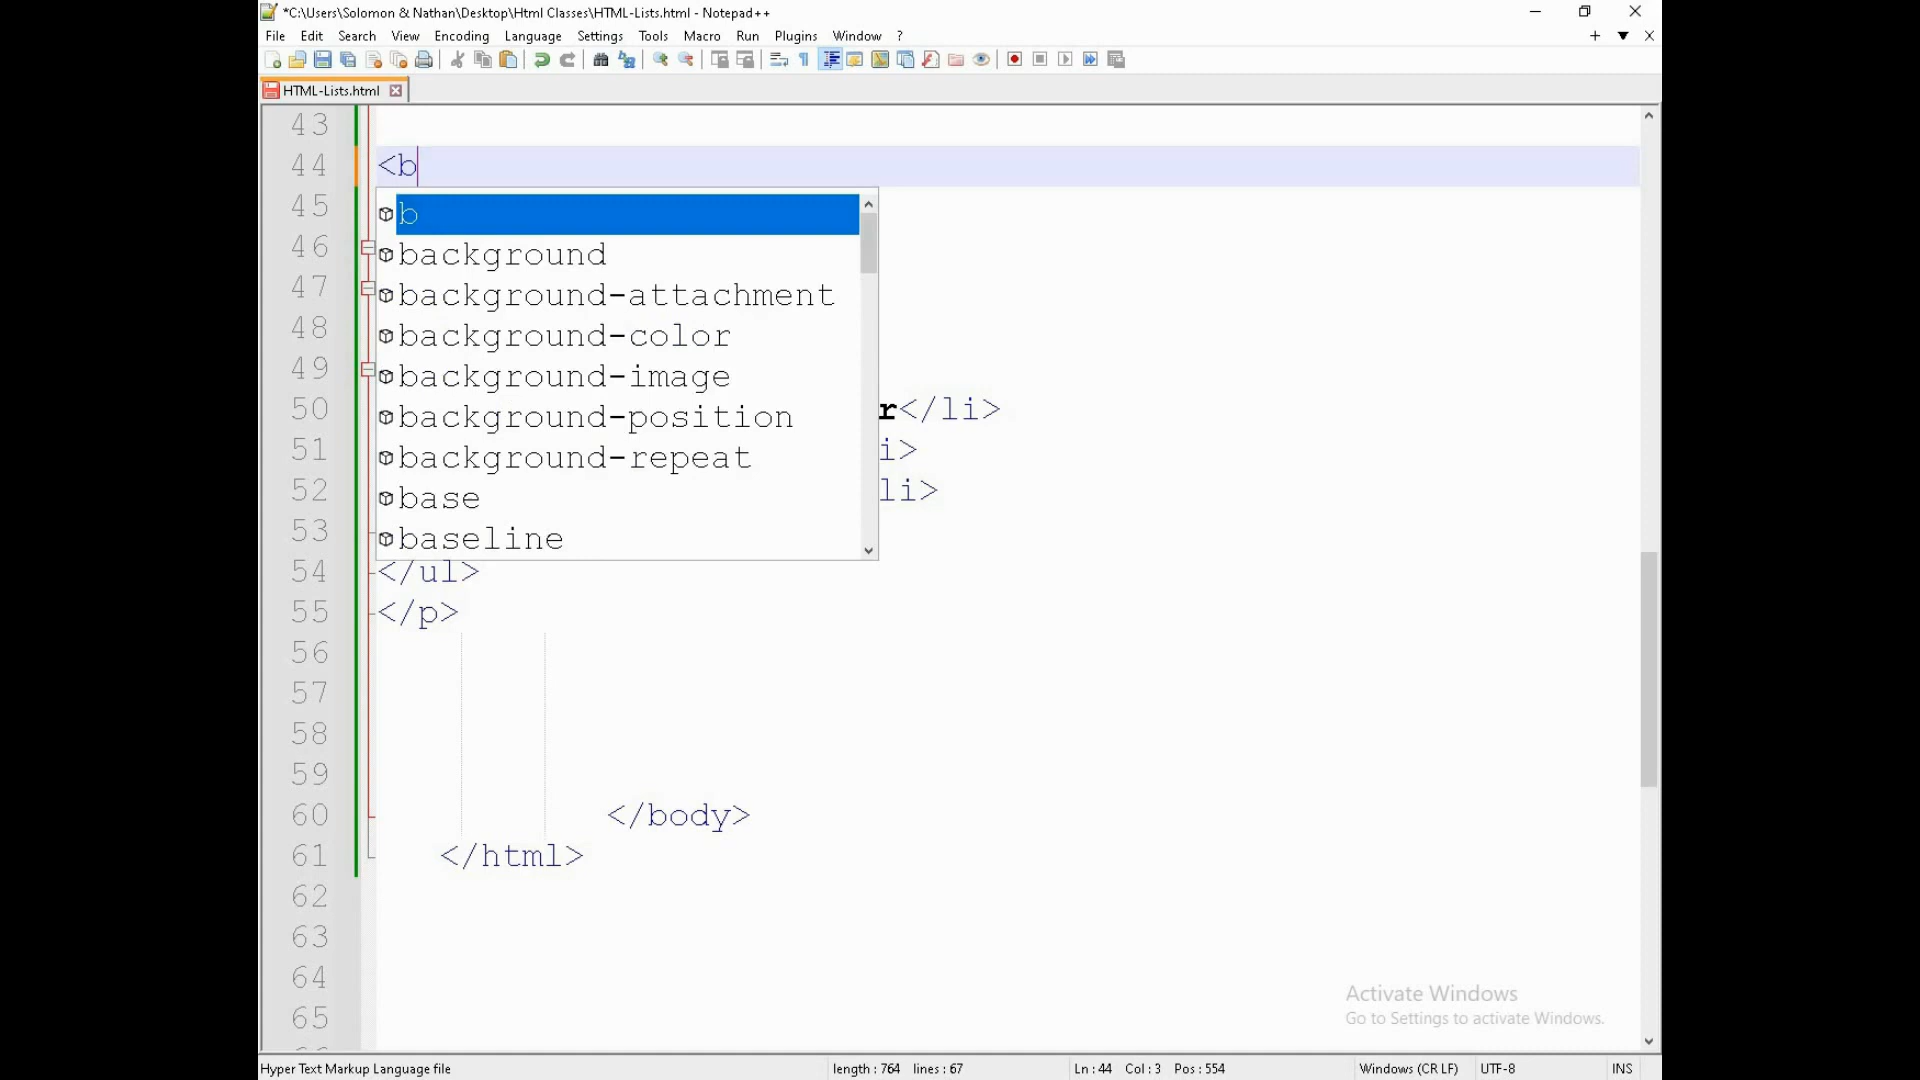 *C:\Users\Solomon & Nathan\Desktop\Html Classes\HTML-Lists.html - Notepad++
File Edit Search View Encoding Language Settings Tools Macro Run Plugins Window ?
HTML-Lists.html
43
44 <b
45 b
46 background
47 background-attachment
48 background-color
49 background-image
50 background-position r</li>
51 background-repeat i>
52 base li>
53 baseline
54 </ul>
55 </p>
56
57
58
59
60 </body>
61 </html>
62
63
64
65
Activate Windows
Go to Settings to activate Windows.
Hyper Text Markup Language file length : 764 lines : 67 Ln : 44 Col : 3 Pos : 554 Windows (CR LF) UTF-8 INS